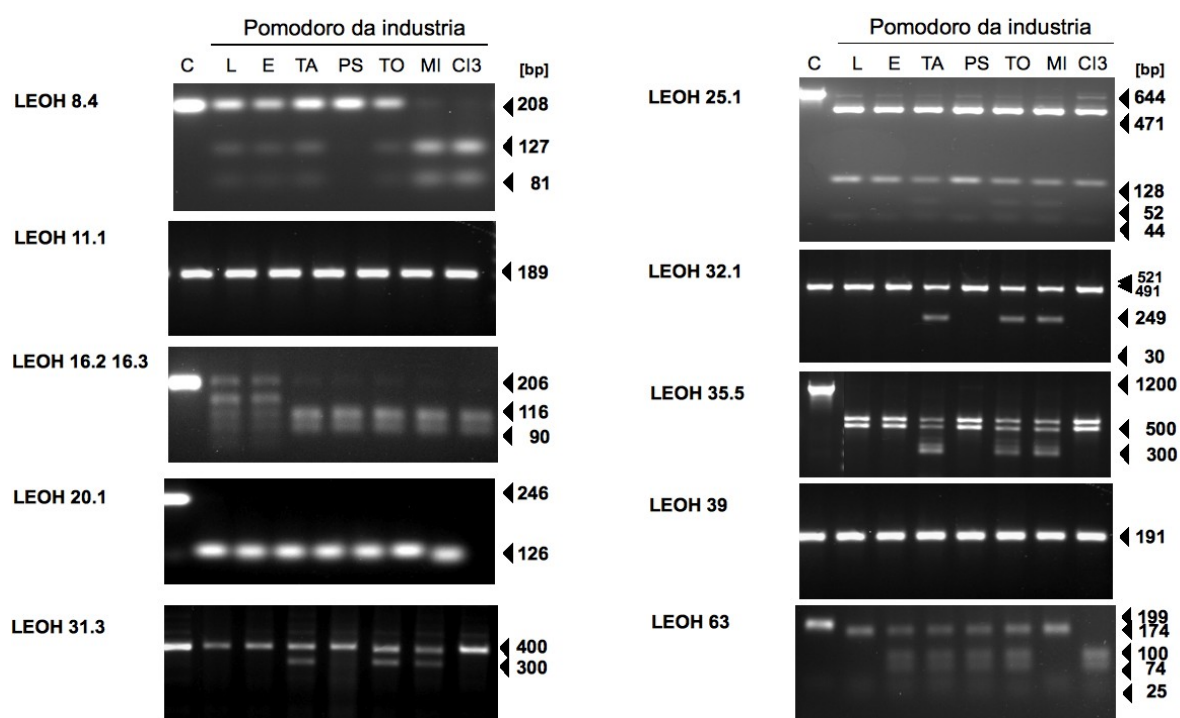 Pomodoro da industria
C L E TA PS TO MI CI3 [bp]
LEOH 8.4
208
127
81
LEOH 11.1
189
LEOH 16.2 16.3
206
116
90
LEOH 20.1
246
126
LEOH 31.3
400
300
Pomodoro da industria
C L E TA PS TO MI CI3 [bp]
LEOH 25.1
644
471
128
52
44
LEOH 32.1
521
491
249
30
LEOH 35.5
1200
500
300
LEOH 39
191
LEOH 63
199
174
100
74
25